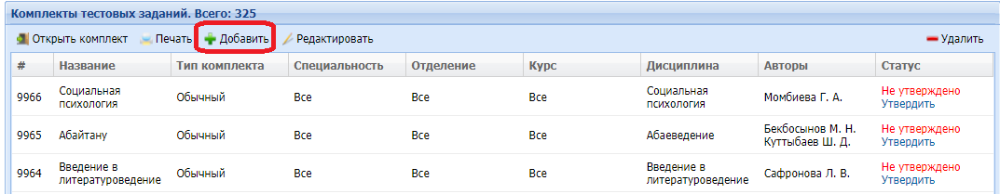 Комплекты тестовых заданий. Всего: 325
Открыть комплект Печать Добавить Редактировать Удалить
# Название Тип комплекта Специальность Отделение Курс Дисциплина Авторы Статус
9966 Социальная психология Обычный Все Все Все Социальная психология Момбиева Г. А. Не утверждено Утвердить
9965 Абайтану Обычный Все Все Все Абаеведение Бекбосынов М. Н. Куттыбаев Ш. Д. Не утверждено Утвердить
9964 Введение в литературоведение Обычный Все Все Все Введение в литературоведение Сафронова Л. В. Не утверждено Утвердить